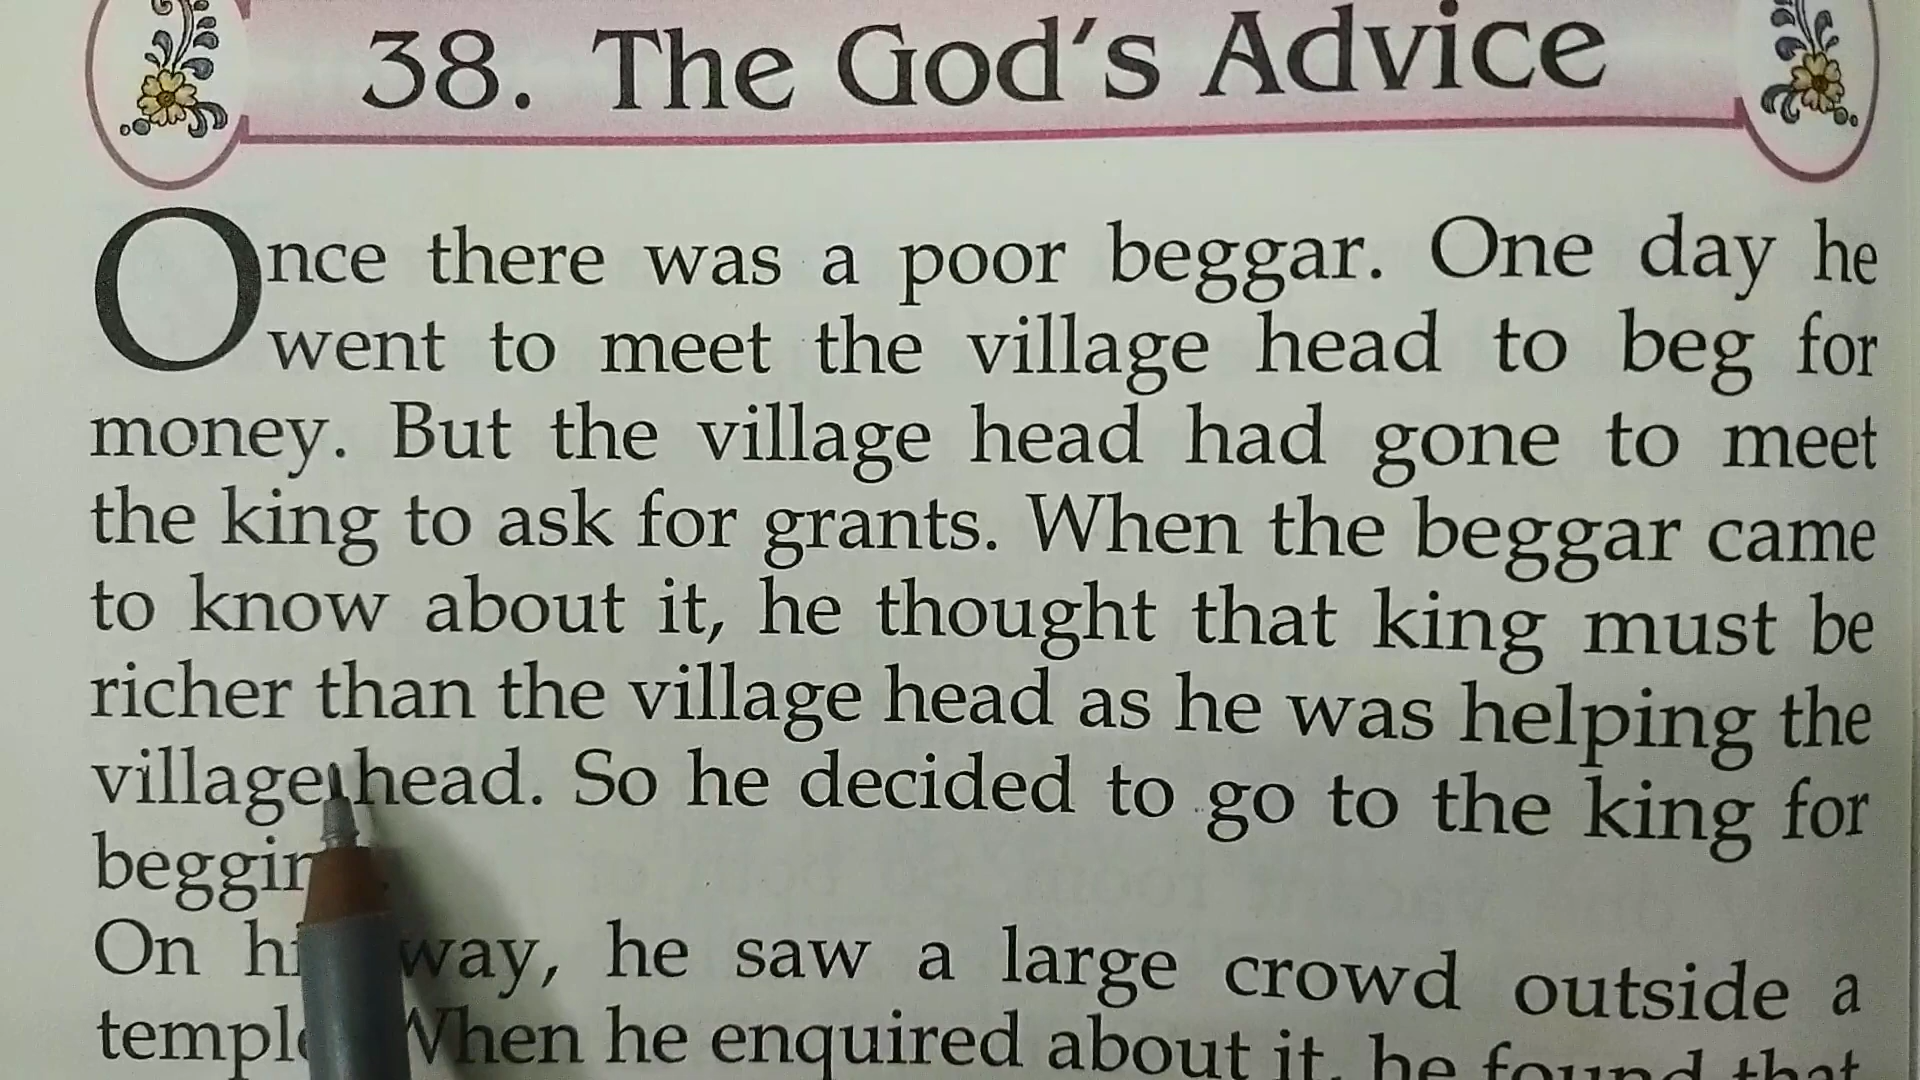 38. The God's Advice
Once there was a poor beggar. One day he
went to meet the village head to beg for
money. But the village head had gone to meet
the king to ask for grants. When the beggar came
to know about it, he thought that king must be
richer than the village head as he was helping the
village head. So he decided to go to the king for
On way, he saw a large crowd outside a
When he enquired about it, he found that